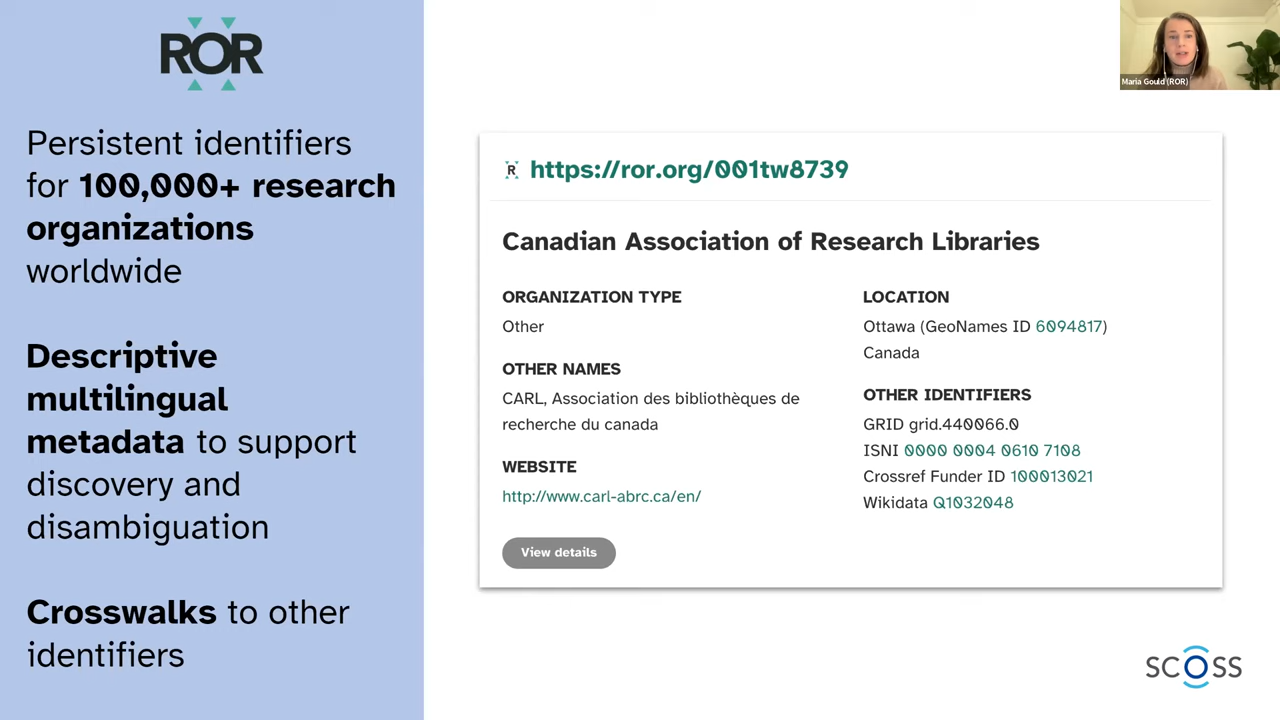 ROR
Persistent identifiers
for 100,000+ research
organizations
worldwide
Descriptive
multilingual
metadata to support
discovery and
disambiguation
Crosswalks to other
identifiers
Maria Gould (ROR)
R https://ror.org/001tw8739
Canadian Association of Research Libraries
ORGANIZATION TYPE
Other
OTHER NAMES
CARL, Association des bibliothèques de
recherche du canada
WEBSITE
http://www.carl-abrc.ca/en/
View details
LOCATION
Ottawa (GeoNames ID 6094817)
Canada
OTHER IDENTIFIERS
GRID grid.440066.0
ISNI 0000 0004 0610 7108
Crossref Funder ID 100013021
Wikidata Q1032048
SCOSS